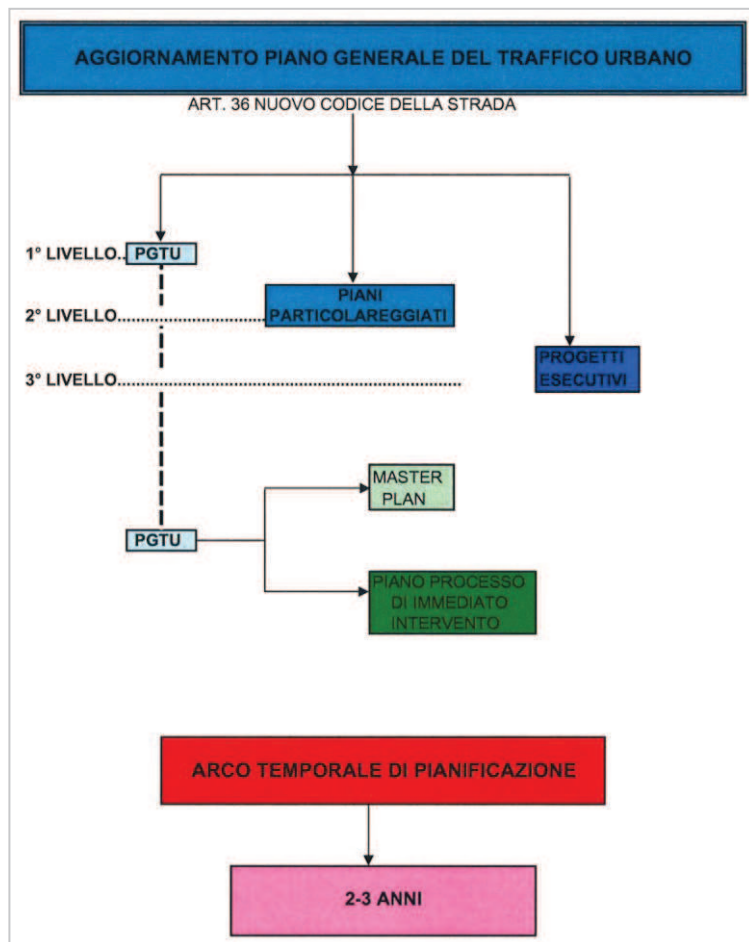 AGGIORNAMENTO PIANO GENERALE DEL TRAFFICO URBANO
ART. 36 NUOVO CODICE DELLA STRADA
1° LIVELLO.. PGTU
PIANI
2° LIVELLO........................... PARTICOLAREGGIATI
PROGETTI
3° LIVELLO................................................................ ESECUTIVI
MASTER
PLAN
PGTU
PIANO PROCESSO
DI IMMEDIATO
INTERVENTO
ARCO TEMPORALE DI PIANIFICAZIONE
2-3 ANNI